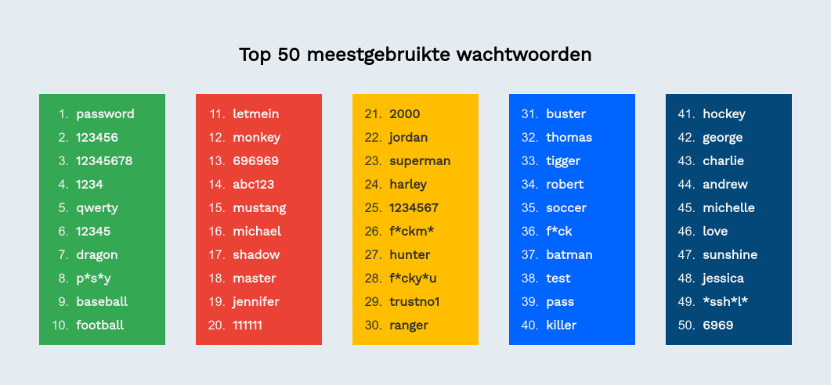 Top 50 meestgebruikte wachtwoorden
1. password
2. 123456
3. 12345678
4. 1234
5. qwerty
6. 12345
7. dragon
8. p*s*y
9. baseball
10. football
11. letmein
12. monkey
13. 696969
14. abc123
15. mustang
16. michael
17. shadow
18. master
19. jennifer
20. 111111
21. 2000
22. jordan
23. superman
24. harley
25. 1234567
26. f*ckm*
27. hunter
28. f*cky*u
29. trustno1
30. ranger
31. buster
32. thomas
33. tigger
34. robert
35. soccer
36. f*ck
37. batman
38. test
39. pass
40. killer
41. hockey
42. george
43. charlie
44. andrew
45. michelle
46. love
47. sunshine
48. jessica
49. *ssh*l*
50. 6969